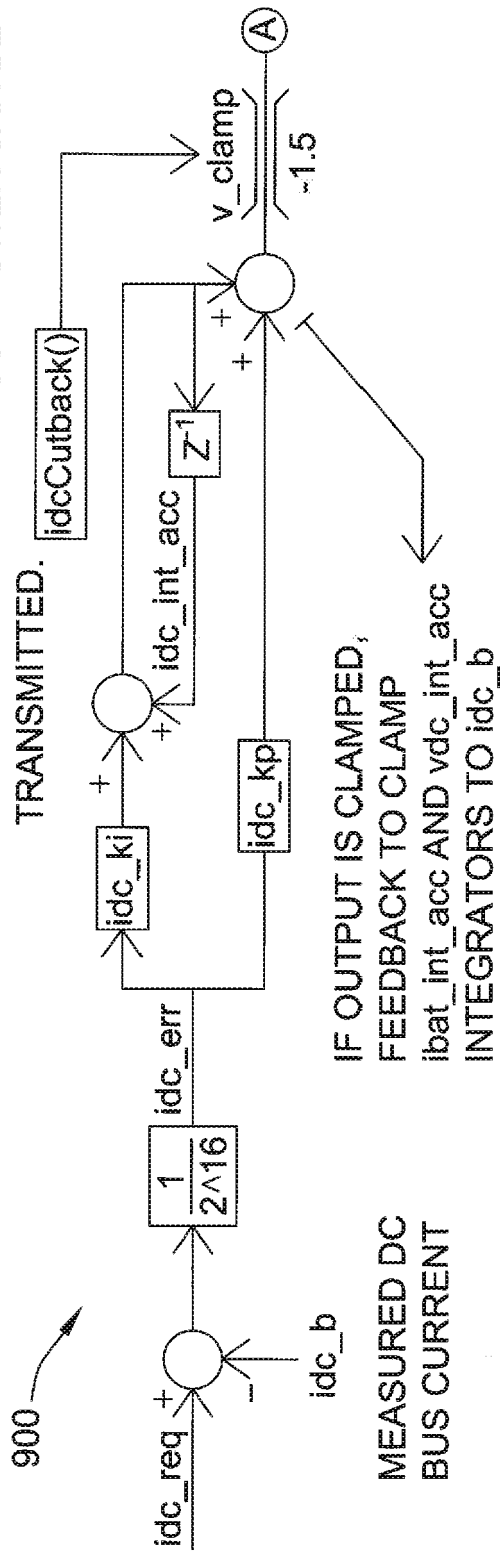 900
idc_req
+
-
idc_b
MEASURED DC
BUS CURRENT
1
2^16
idc_err
idc_ki
+
+
idc_int_acc
Z-1
idc_kp
+
+
TRANSMITTED.
idcCutback()
v_clamp
~1.5
A
IF OUTPUT IS CLAMPED,
FEEDBACK TO CLAMP
ibat_int_acc AND vdc_int_acc
INTEGRATORS TO idc_b